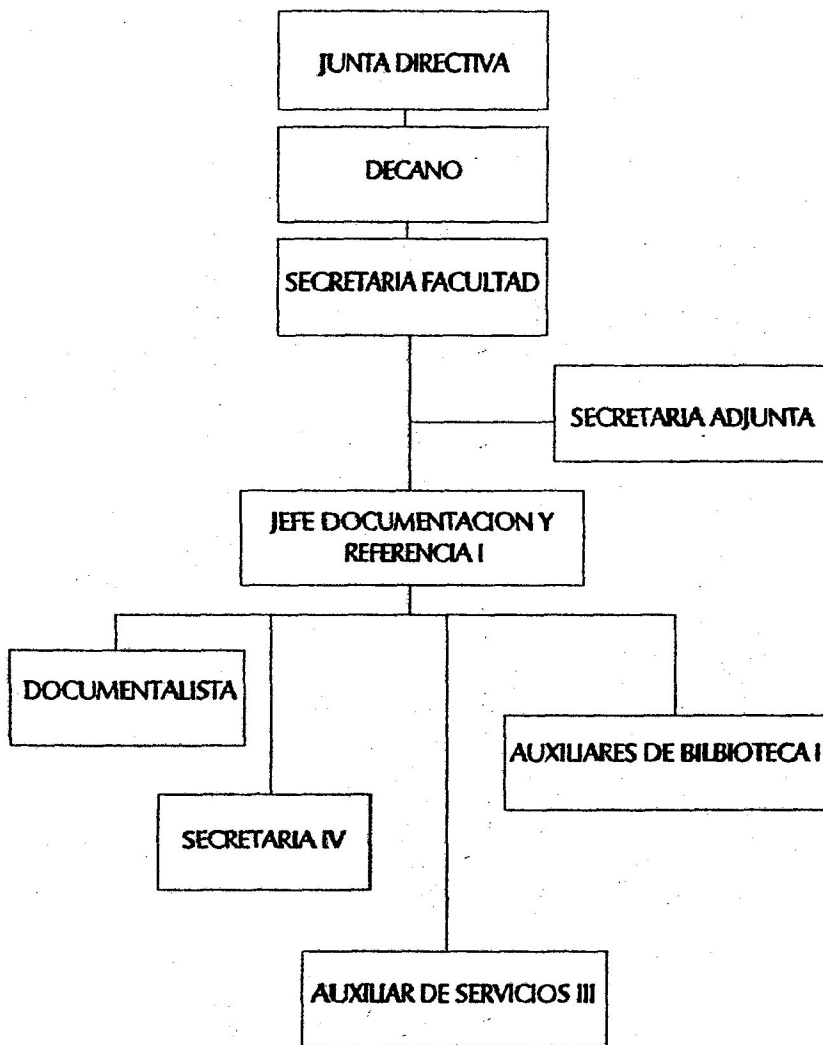 JUNTA DIRECTIVA
DECANO
SECRETARIA FACULTAD
SECRETARIA ADJUNTA
JEFE DOCUMENTACION Y
REFERENCIA I
DOCUMENTALISTA
AUXILIARES DE BILBIOTECA I
SECRETARIA IV
AUXILIAR DE SERVICIOS III